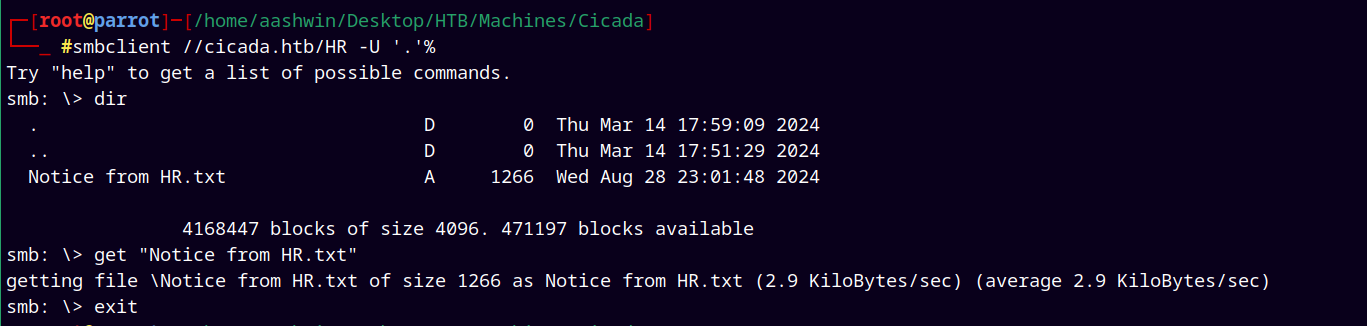 ┌─[root@parrot]─[/home/aashwin/Desktop/HTB/Machines/Cicada]
└──╼ #smbclient //cicada.htb/HR -U '.'%
Try "help" to get a list of possible commands.
smb: \> dir
  .                                   D        0  Thu Mar 14 17:59:09 2024
  ..                                  D        0  Thu Mar 14 17:51:29 2024
  Notice from HR.txt                  A     1266  Wed Aug 28 23:01:48 2024
                4168447 blocks of size 4096. 471197 blocks available
smb: \> get "Notice from HR.txt"
getting file \Notice from HR.txt of size 1266 as Notice from HR.txt (2.9 KiloBytes/sec) (average 2.9 KiloBytes/sec)
smb: \> exit